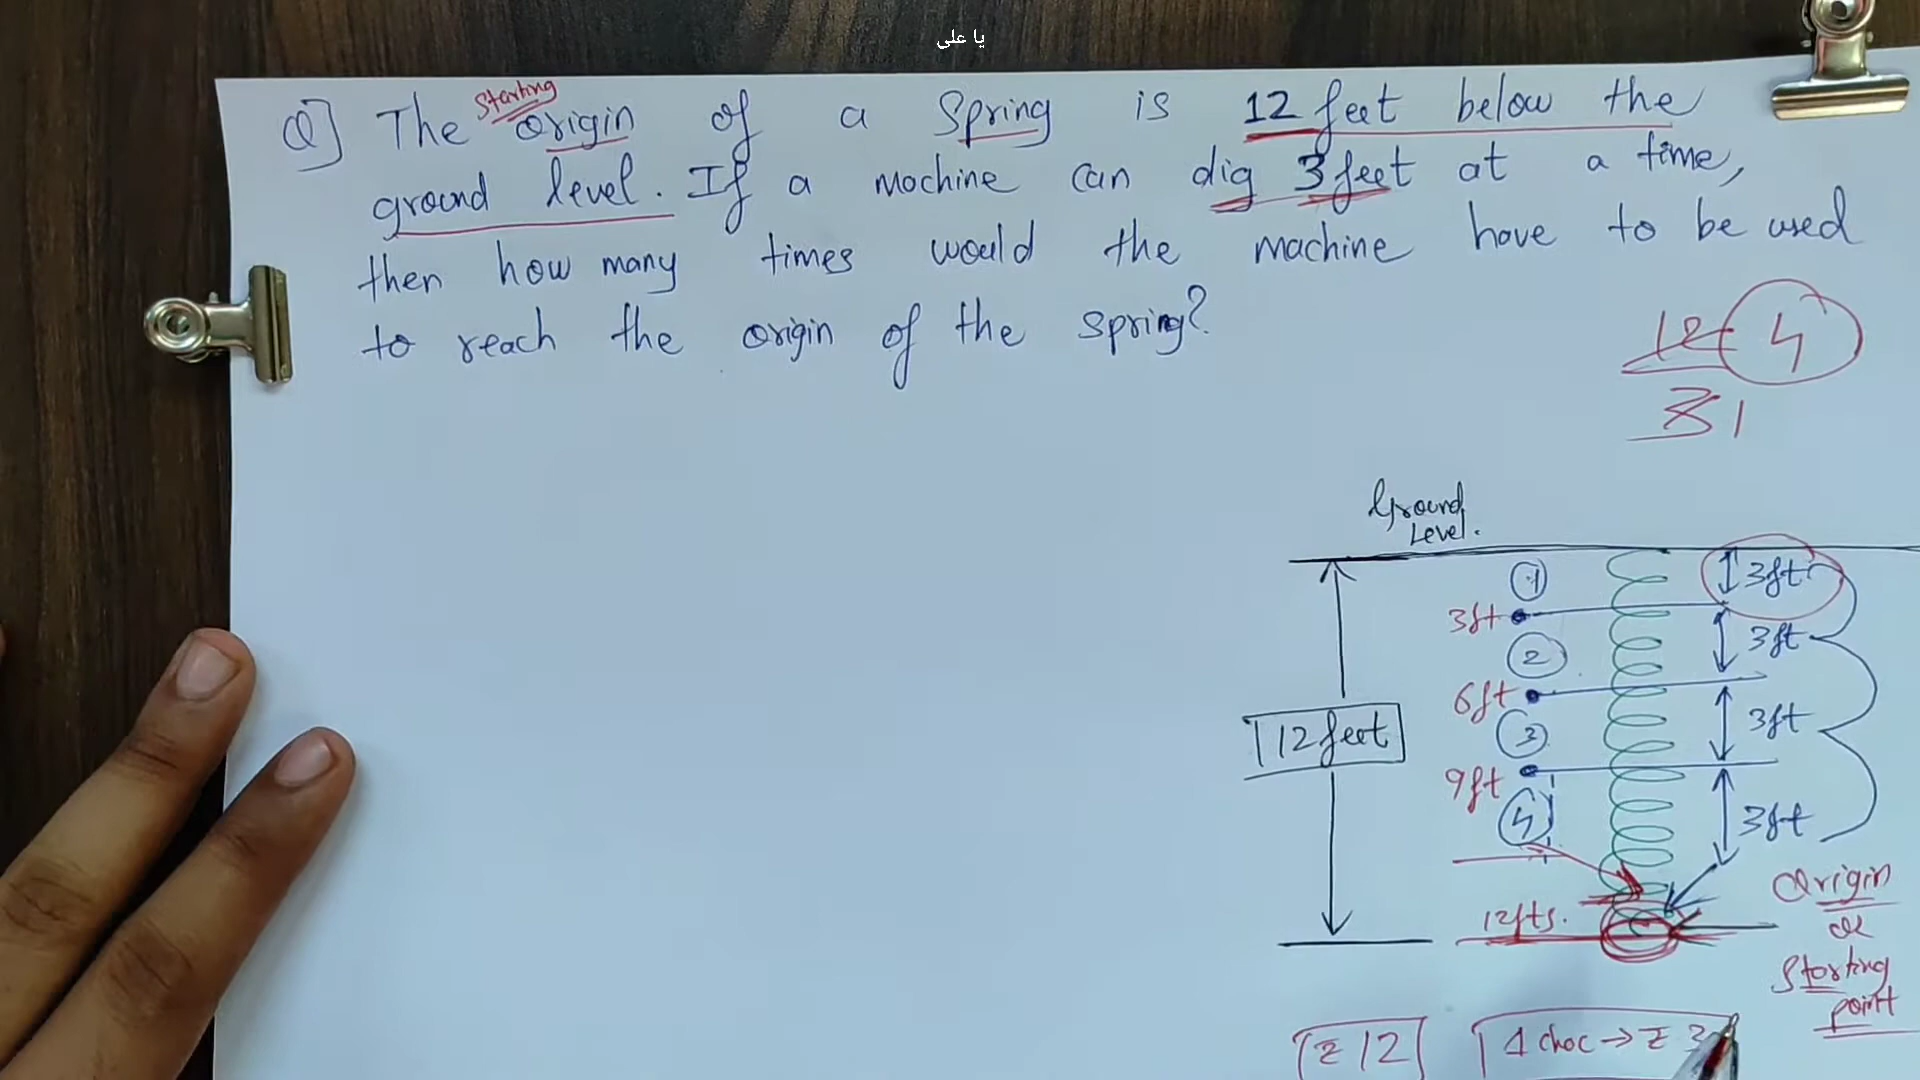 يا علی
Starting
Q] The origin of a spring is 12 feet below the
ground level. If a machine can dig 3 feet at a time,
then how many times would the machine have to be used
to reach the origin of the spring?
12 4
3 1
Ground
Level.
1 3ft
3ft
2 3ft
6ft
12 feet 3 3ft
9ft
4 3ft
Origin
12fts. or
Starting
point
₹ 12 1 choc → ₹ 3